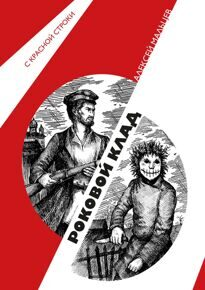 С КРАСНОЙ СТРОКИ
АЛЕКСЕЙ МАЛЬЦЕВ
РОКОВОЙ КЛАД